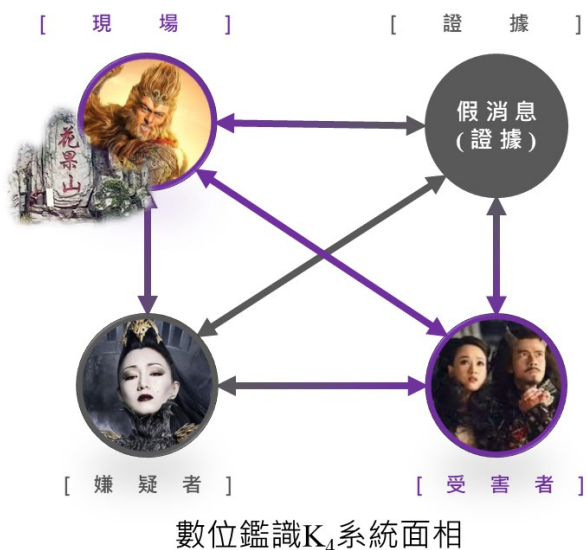 [ 現 場 ]
[ 證 據 ]
假消息
(證據)
花果山
[ 嫌 疑 者 ]
[ 受 害 者 ]
數位鑑識K₄系統面相